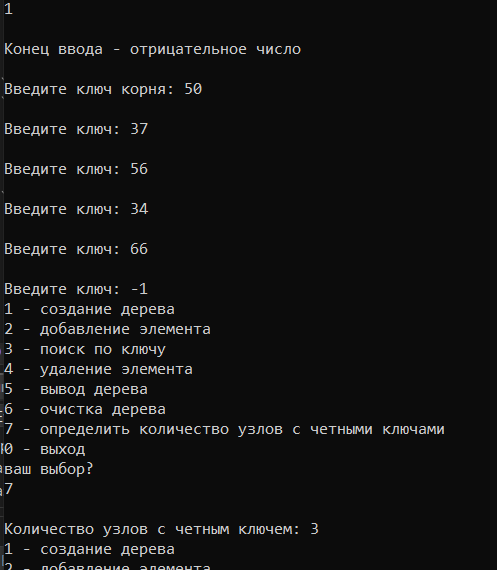 1
Конец ввода - отрицательное число
Введите ключ корня: 50
Введите ключ: 37
Введите ключ: 56
Введите ключ: 34
Введите ключ: 66
Введите ключ: -1
1 - создание дерева
2 - добавление элемента
3 - поиск по ключу
4 - удаление элемента
5 - вывод дерева
6 - очистка дерева
7 - определить количество узлов с четными ключами
0 - выход
ваш выбор?
7
Количество узлов с четным ключем: 3
1 - создание дерева
2 - добавление элемента